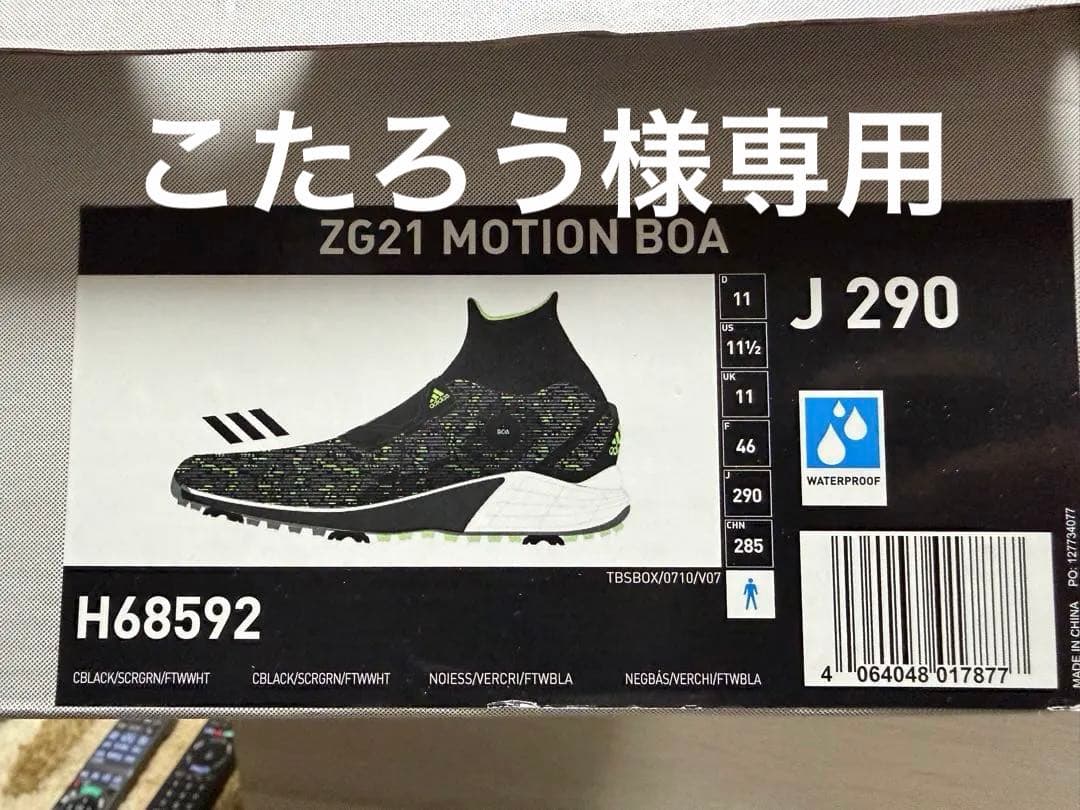 こたろう様専用
ZG21 MOTION BOA
adidas
BOA
D
11
US
11½
UK
11
F
46
J
290
CHN
285
J 290
WATERPROOF
TBSBOX/0710/V07
H68592
CBLACK/SCRGRN/FTWWHT
CBLACK/SCRGRN/FTWWHT
NOIESS/VERCRI/FTWBLA
NEGBÁS/VERCHI/FTWBLA
4 064048 017877
MADE IN CHINA PO: 127734077